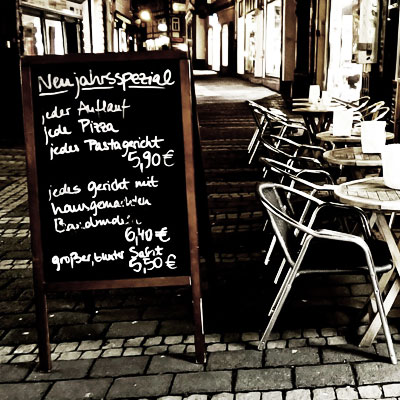 Neujahrsspezial
jeder Auflauf
jede Pizza
jedes Pastagericht
5,90 €
jedes gericht mit
hausgemachten
Bandnudeln
6,40 €
großer, bunter Salat
5,50 €